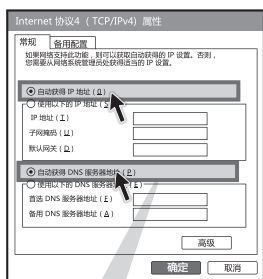 Internet 协议4 ( TCP/IPv4) 属性
常规 备用配置
如果网络支持此功能，则可以获取自动获得的 IP 设置。否则，
您需要从网络系统管理员处获得适当的 IP 设置。
自动获得 IP 地址 ( O )
使用以下的 IP 地址 ( S
IP 地址 ( I )
子网掩码 ( U )
默认网关 ( D )
自动获得 DNS 服务器地址 ( P )
使用以下的 DNS 服务器 ( E )
首选 DNS 服务器地址 ( F )
备用 DNS 服务器地址 ( A )
高级
确定 取消